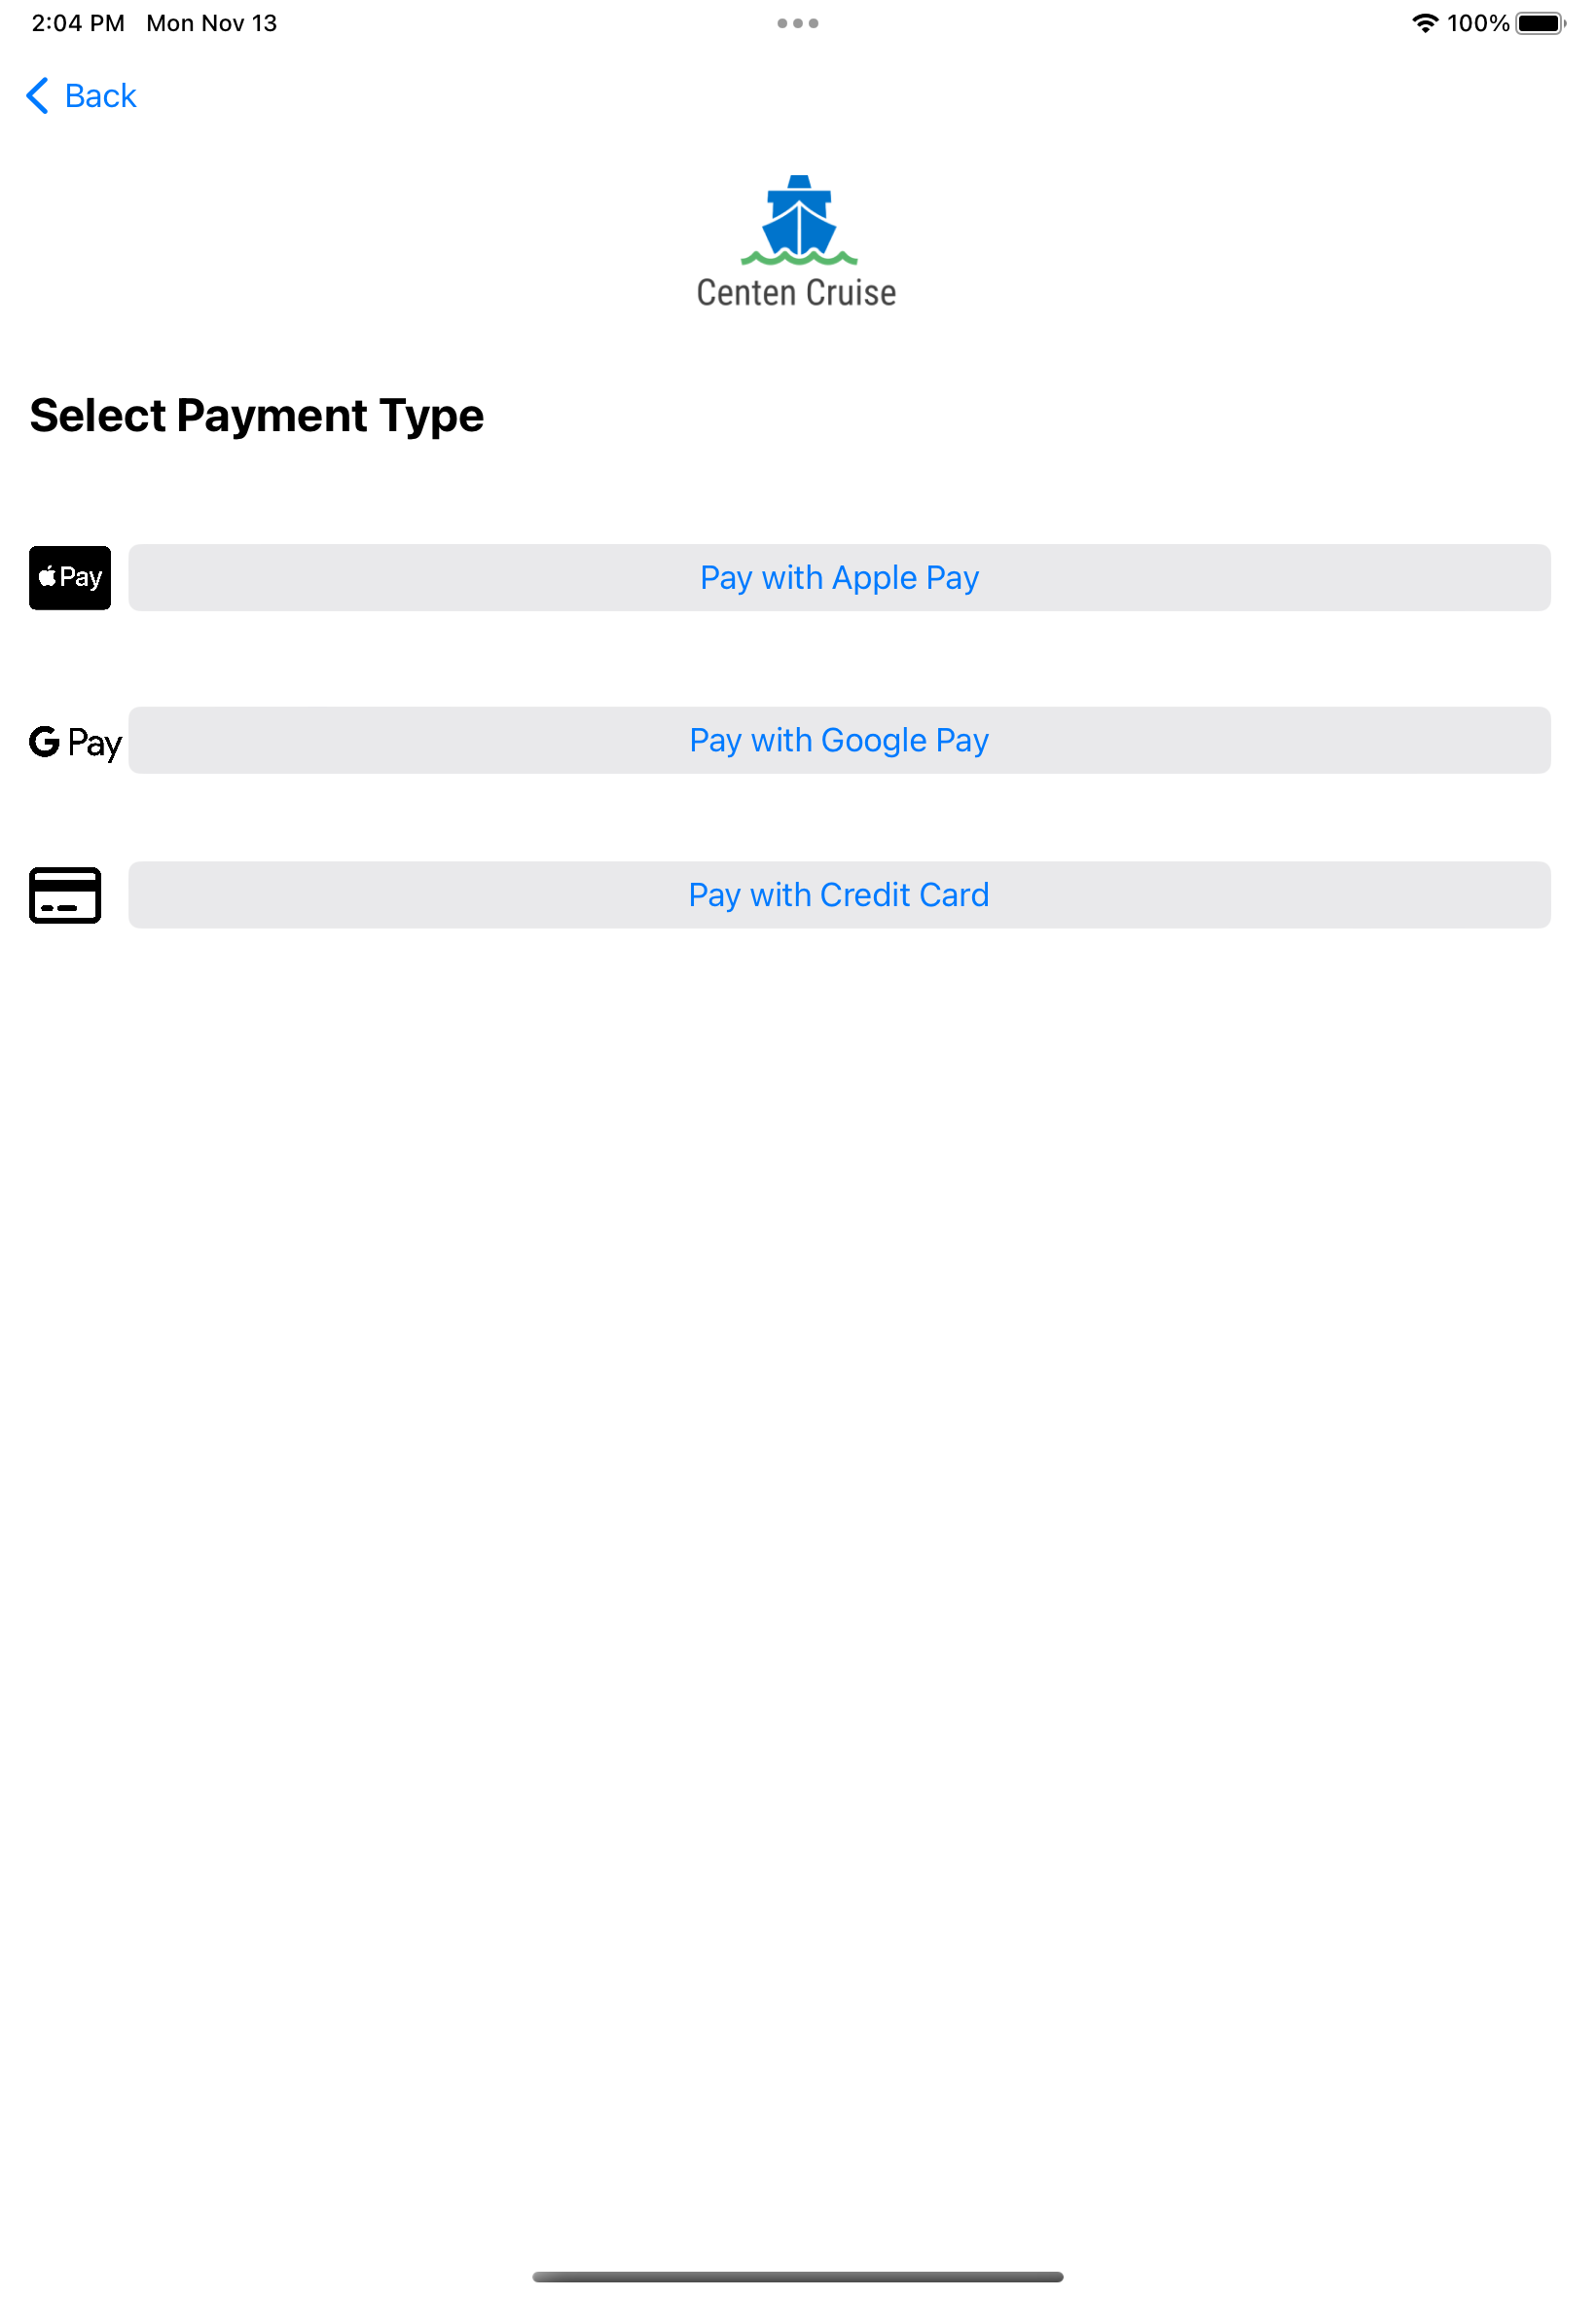 2:04 PM Mon Nov 13
100%
Back
Centen Cruise
Select Payment Type
Pay
Pay with Apple Pay
G Pay
Pay with Google Pay
Pay with Credit Card